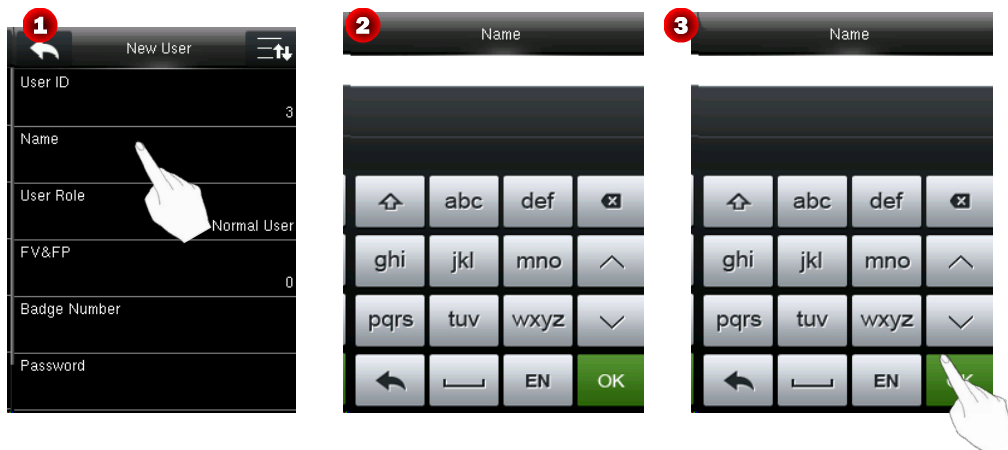 1
New User
User ID
3
Name
User Role
Normal User
FV&FP
0
Badge Number
Password
2
Name
abc def
ghi jkl mno
pqrs tuv wxyz
EN OK
3
Name
abc def
ghi jkl mno
pqrs tuv wxyz
EN